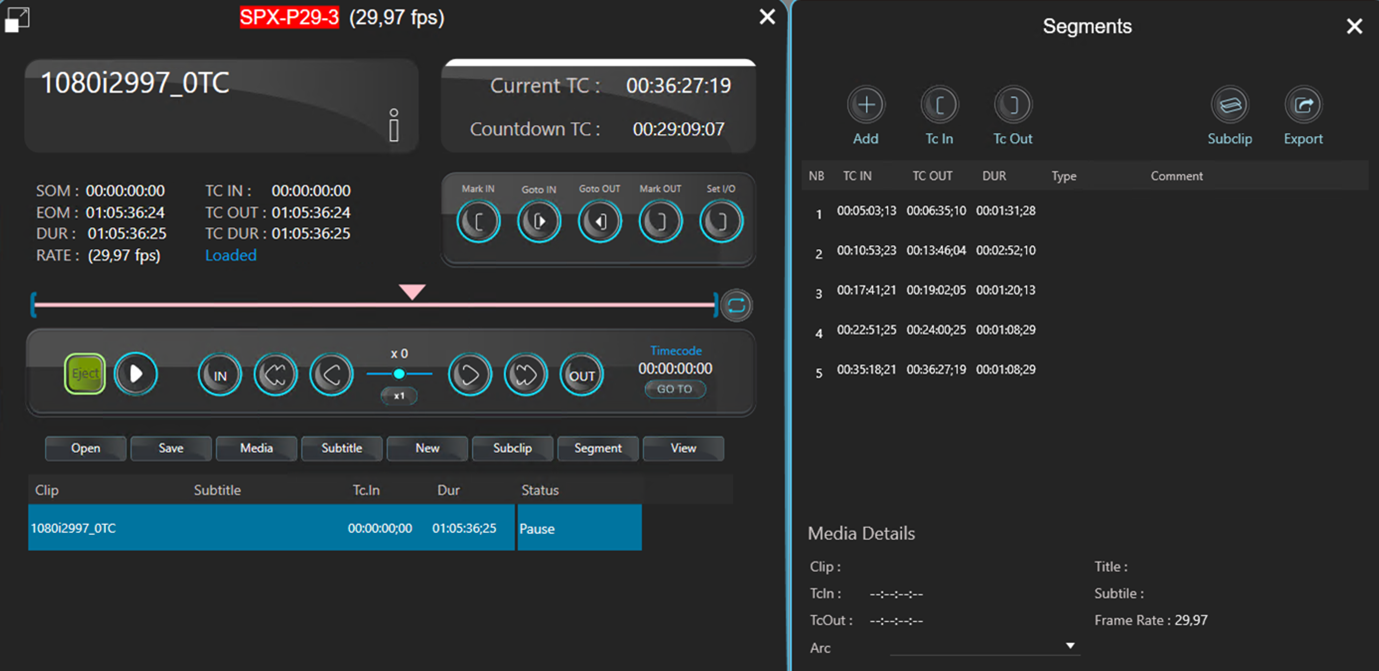 SPX-P29-3 (29,97 fps)
1080i2997_0TC
Current TC : 00:36:27:19
Countdown TC : 00:29:09:07
SOM : 00:00:00:00 TC IN : 00:00:00:00
EOM : 01:05:36:24 TC OUT : 01:05:36:24
DUR : 01:05:36:25 TC DUR : 01:05:36:25
RATE : (29,97 fps) Loaded
Mark IN Goto IN Goto OUT Mark OUT Set I/O
Eject IN x 0 x1 OUT
Timecode
00:00:00:00
GO TO
Open Save Media Subtitle New Subclip Segment View
Clip Subtitle Tc.In Dur Status
1080i2997_0TC 00:00:00;00 01:05:36;25 Pause
Segments
Add Tc In Tc Out Subclip Export
NB TC IN TC OUT DUR Type Comment
1 00:05:03;13 00:06:35;10 00:01:31;28
2 00:10:53;23 00:13:46;04 00:02:52;10
3 00:17:41;21 00:19:02;05 00:01:20;13
4 00:22:51;25 00:24:00;25 00:01:08;29
5 00:35:18;21 00:36:27;19 00:01:08;29
Media Details
Clip : Title :
TcIn : --:--:--:-- Subtile :
TcOut : --:--:--:-- Frame Rate : 29,97
Arc